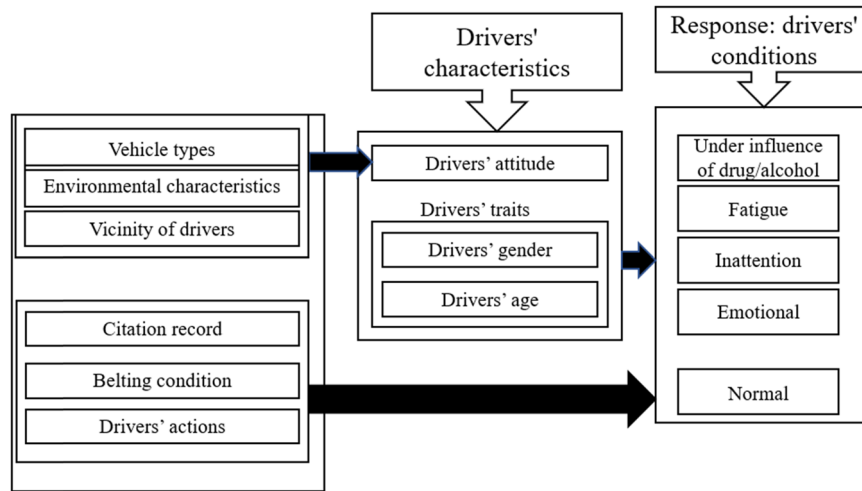 Drivers'
characteristics
Response: drivers'
conditions
Vehicle types
Environmental characteristics
Vicinity of drivers
Citation record
Belting condition
Drivers’ actions
Drivers’ attitude
Drivers’ traits
Drivers’ gender
Drivers’ age
Under influence
of drug/alcohol
Fatigue
Inattention
Emotional
Normal